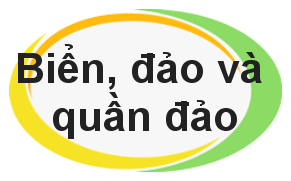 Biển, đảo và
quần đảo